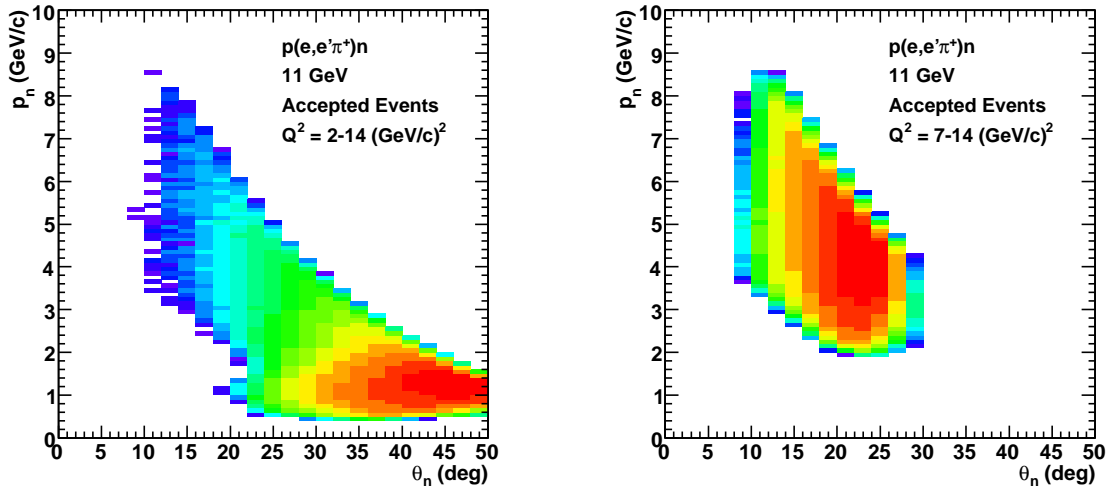 p_n (GeV/c)
9
8
7
6
5
4
3
2
1
0
p(e,e'π⁺)n
11 GeV
Accepted Events
Q² = 2-14 (GeV/c)²
0 5 10 15 20 25 30 35 40 45 50
θ_n (deg)
p_n (GeV/c)
9
8
7
6
5
4
3
2
1
0
p(e,e'π⁺)n
11 GeV
Accepted Events
Q² = 7-14 (GeV/c)²
0 5 10 15 20 25 30 35 40 45 50
θ_n (deg)